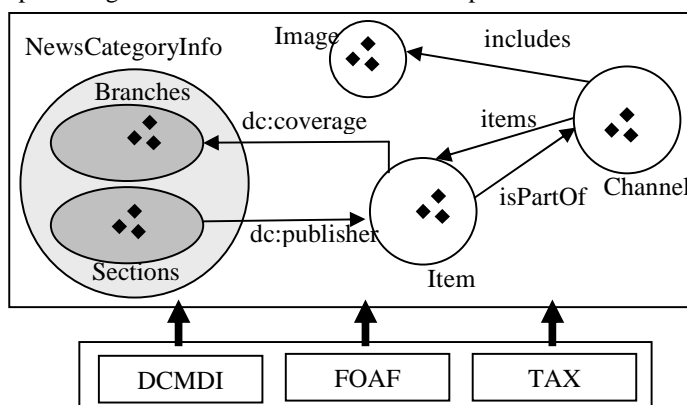 Image
includes
NewsCategoryInfo
Branches
dc:coverage
items
Channel
isPartOf
dc:publisher
Sections
Item
DCMDI
FOAF
TAX